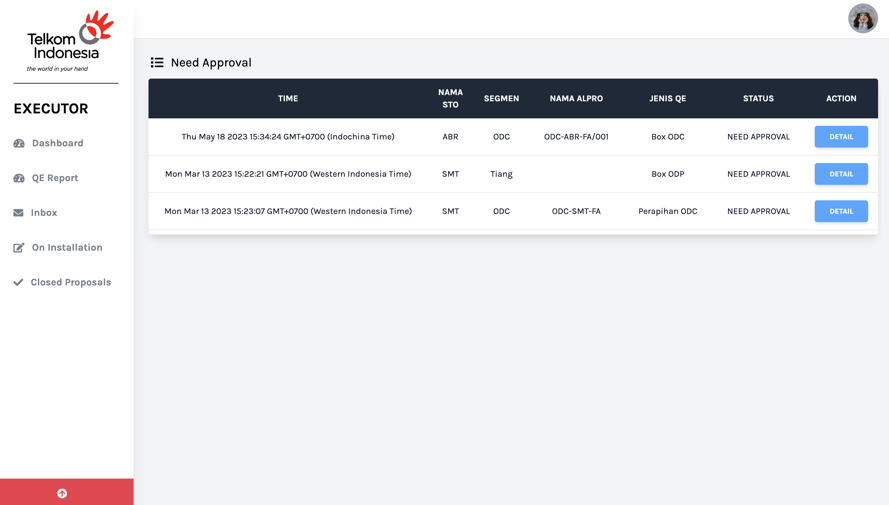 Telkom
Indonesia
the world in your hand
EXECUTOR
Dashboard
QE Report
Inbox
On Installation
Closed Proposals
Need Approval
TIME NAMA STO SEGMEN NAMA ALPRO JENIS QE STATUS ACTION
Thu May 18 2023 15:34:24 GMT+0700 (Indochina Time) ABR ODC ODC-ABR-FA/001 Box ODC NEED APPROVAL DETAIL
Mon Mar 13 2023 15:22:21 GMT+0700 (Western Indonesia Time) SMT Tiang Box ODP NEED APPROVAL DETAIL
Mon Mar 13 2023 15:23:07 GMT+0700 (Western Indonesia Time) SMT ODC ODC-SMT-FA Perapihan ODC NEED APPROVAL DETAIL